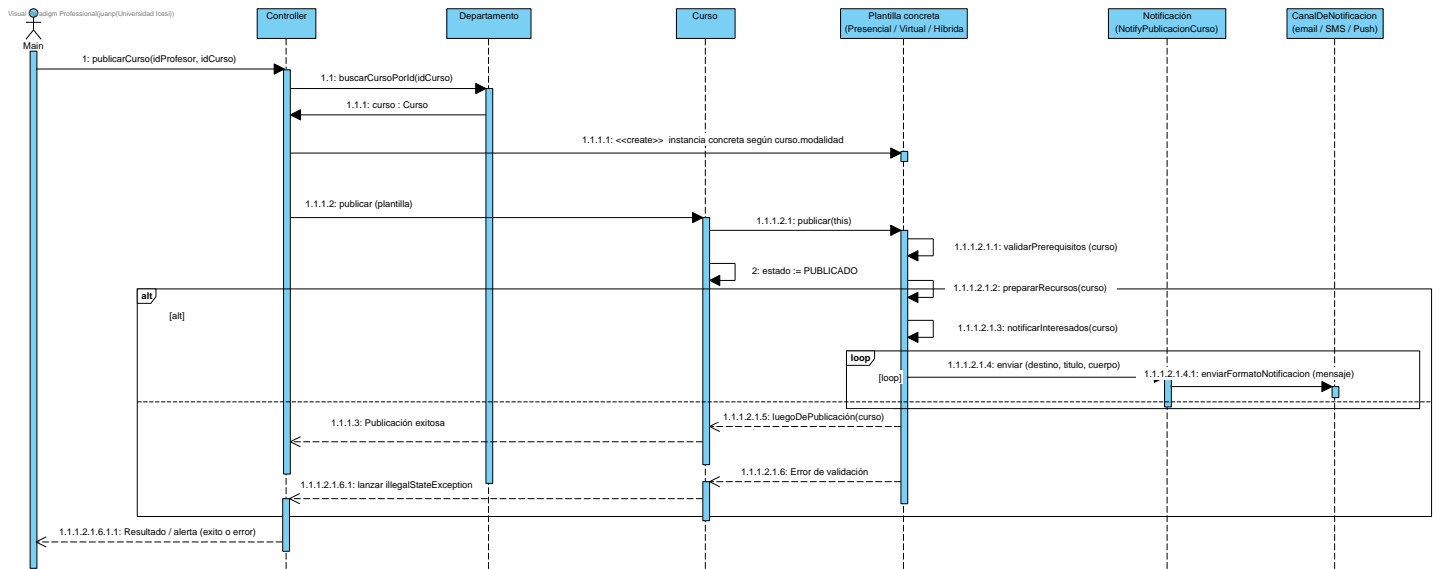 Visual Paradigm Professional(juanp(Universidad Icesi))
Main
Controller
Departamento
Curso
Plantilla concreta
(Presencial / Virtual / Híbrida
Notificación
(NotifyPublicacionCurso)
CanalDeNotificacion
(email / SMS / Push)
1: publicarCurso(idProfesor, idCurso)
1.1: buscarCursoPorId(idCurso)
1.1.1: curso : Curso
1.1.1.1: <<create>> instancia concreta según curso.modalidad
1.1.1.2: publicar (plantilla)
1.1.1.2.1: publicar(this)
1.1.1.2.1.1: validarPrerequisitos (curso)
2: estado := PUBLICADO
1.1.1.2.1.2: prepararRecursos(curso)
alt
[alt]
1.1.1.2.1.3: notificarInteresados(curso)
loop
[loop]
1.1.1.2.1.4: enviar (destino, titulo, cuerpo)
1.1.1.2.1.4.1: enviarFormatoNotificacion (mensaje)
1.1.1.2.1.5: luegoDePublicación(curso)
1.1.1.3: Publicación exitosa
1.1.1.2.1.6: Error de validación
1.1.1.2.1.6.1: lanzar illegalStateException
1.1.1.2.1.6.1.1: Resultado / alerta (exito o error)